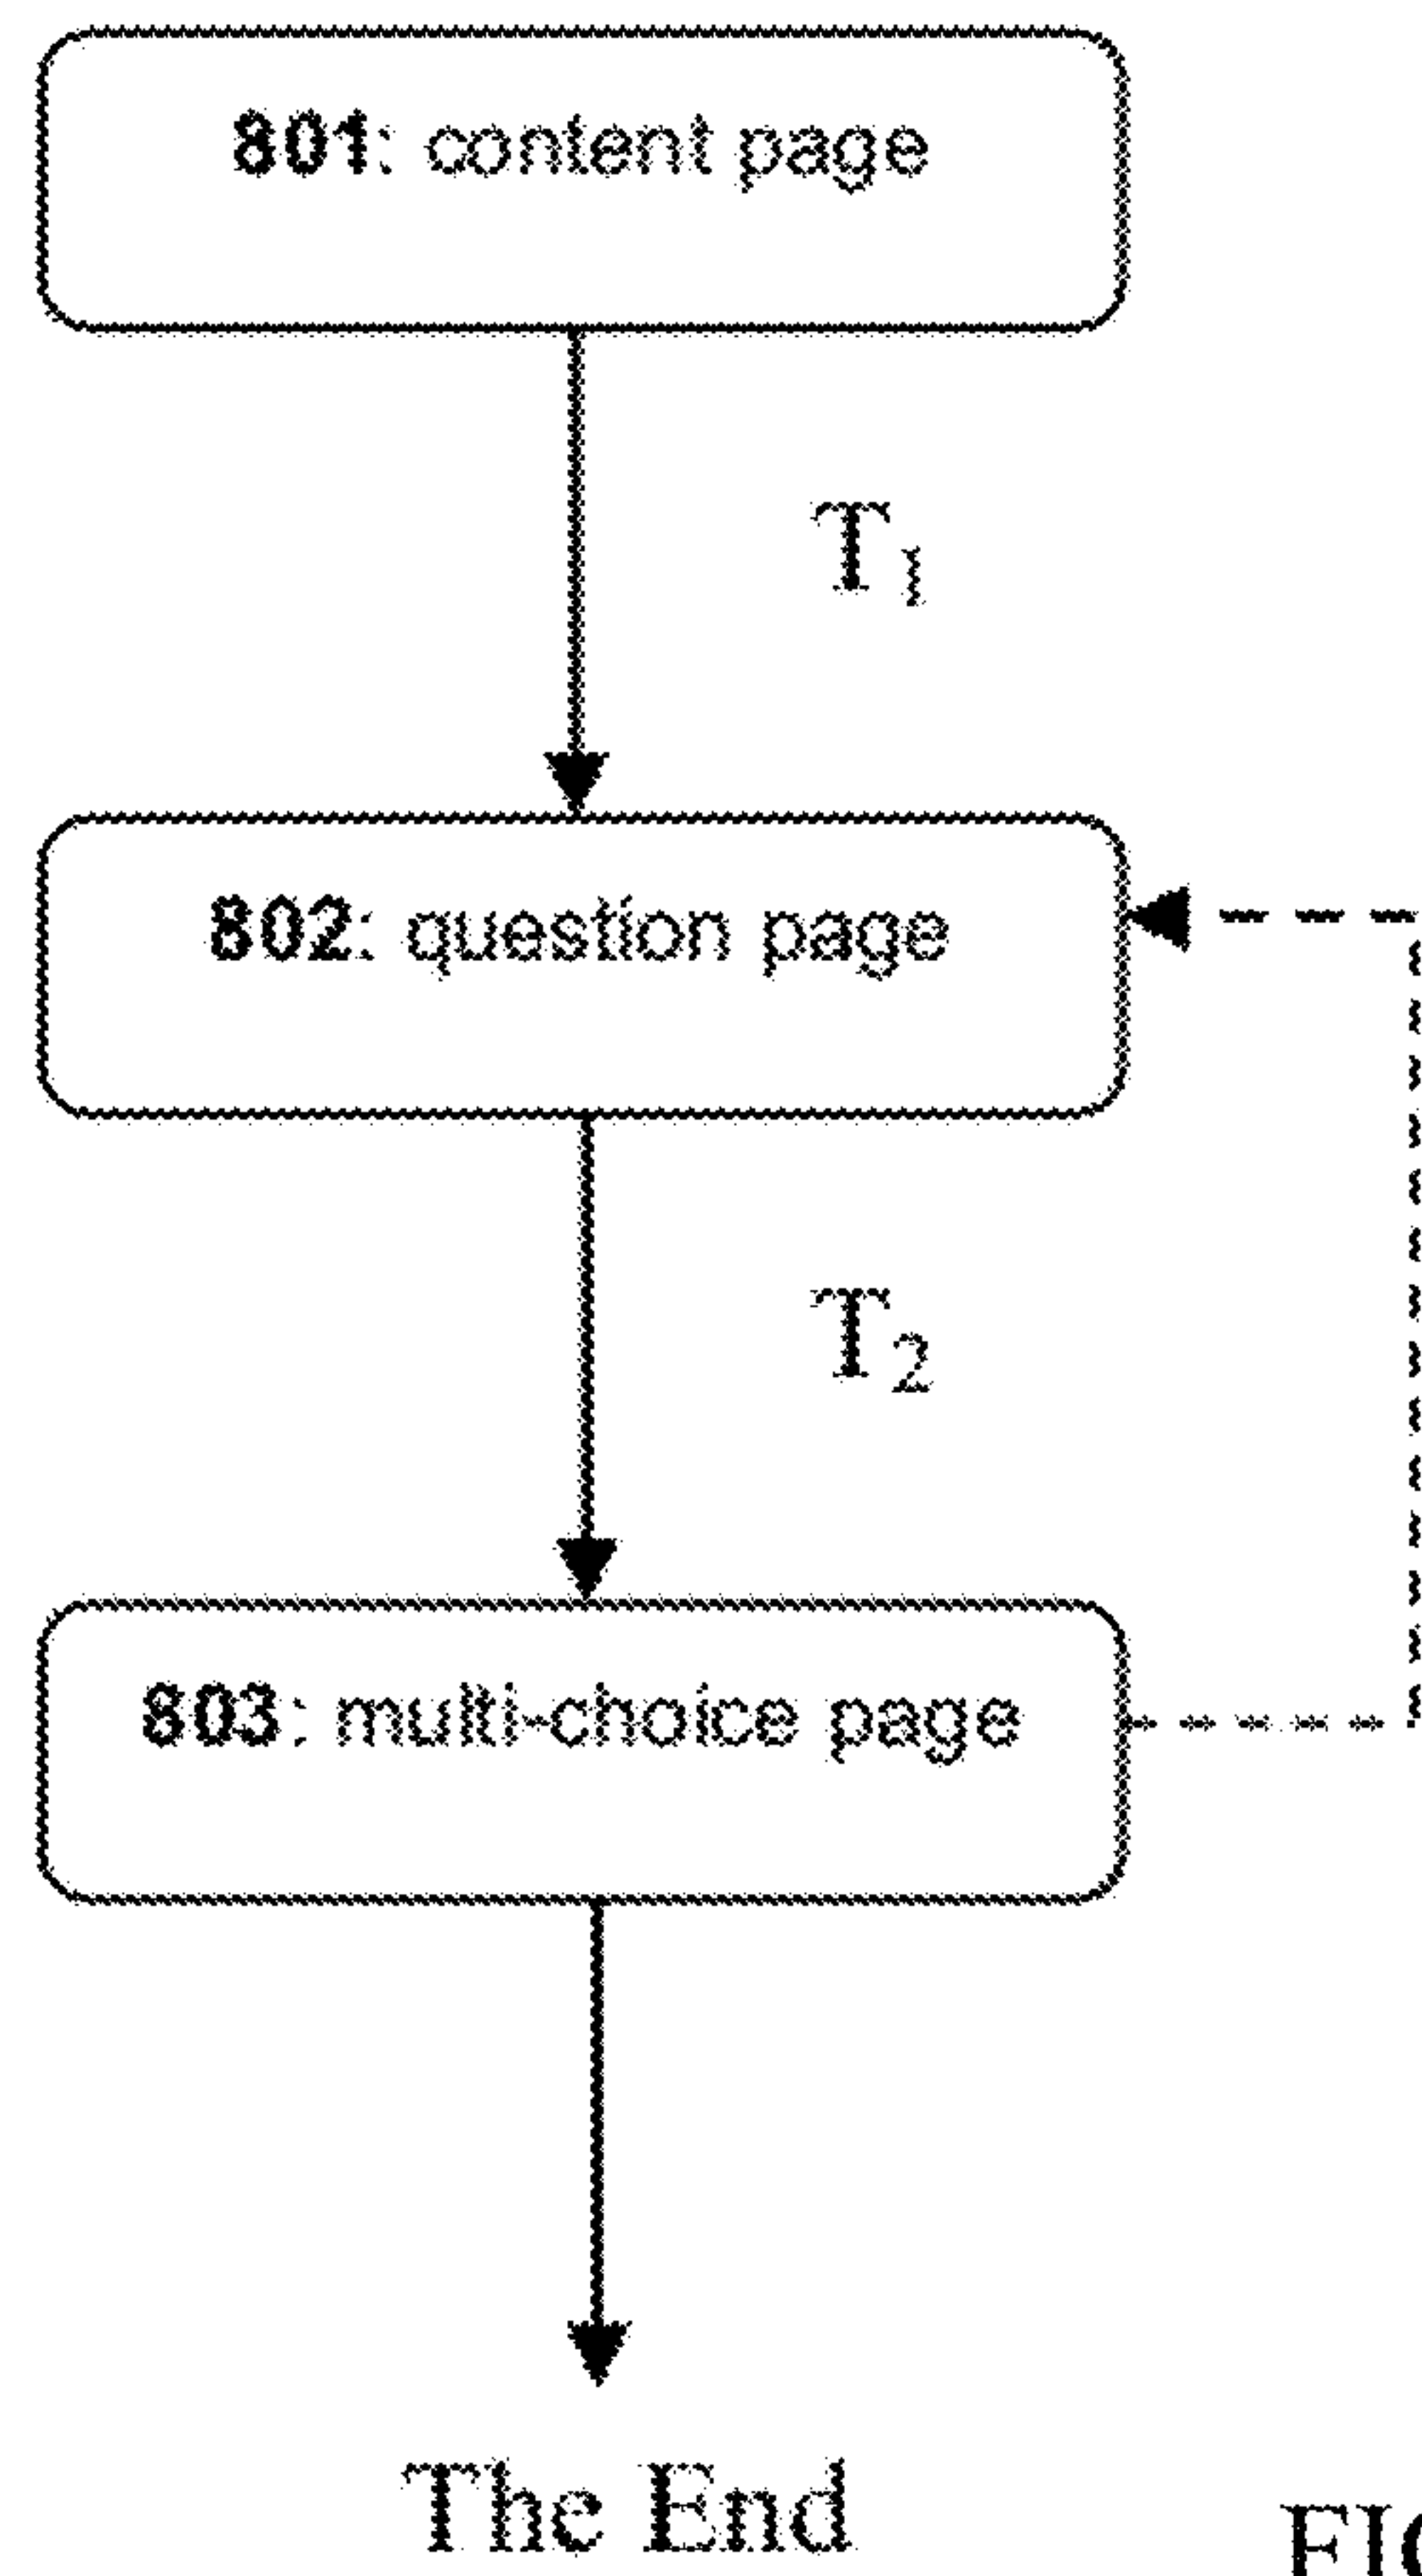 801: content page
T1
802: question page
T2
803: multi-choice page
The End